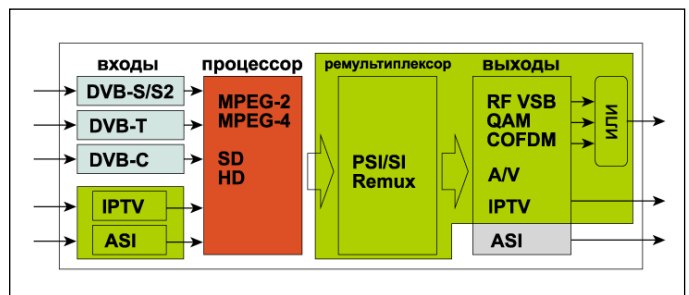 входы
DVB-S/S2
DVB-T
DVB-C
IPTV
ASI
процессор
MPEG-2
MPEG-4
SD
HD
ремультиплексор
PSI/SI
Remux
выходы
RF VSB
QAM
COFDM
A/V
IPTV
ASI
ИЛИ